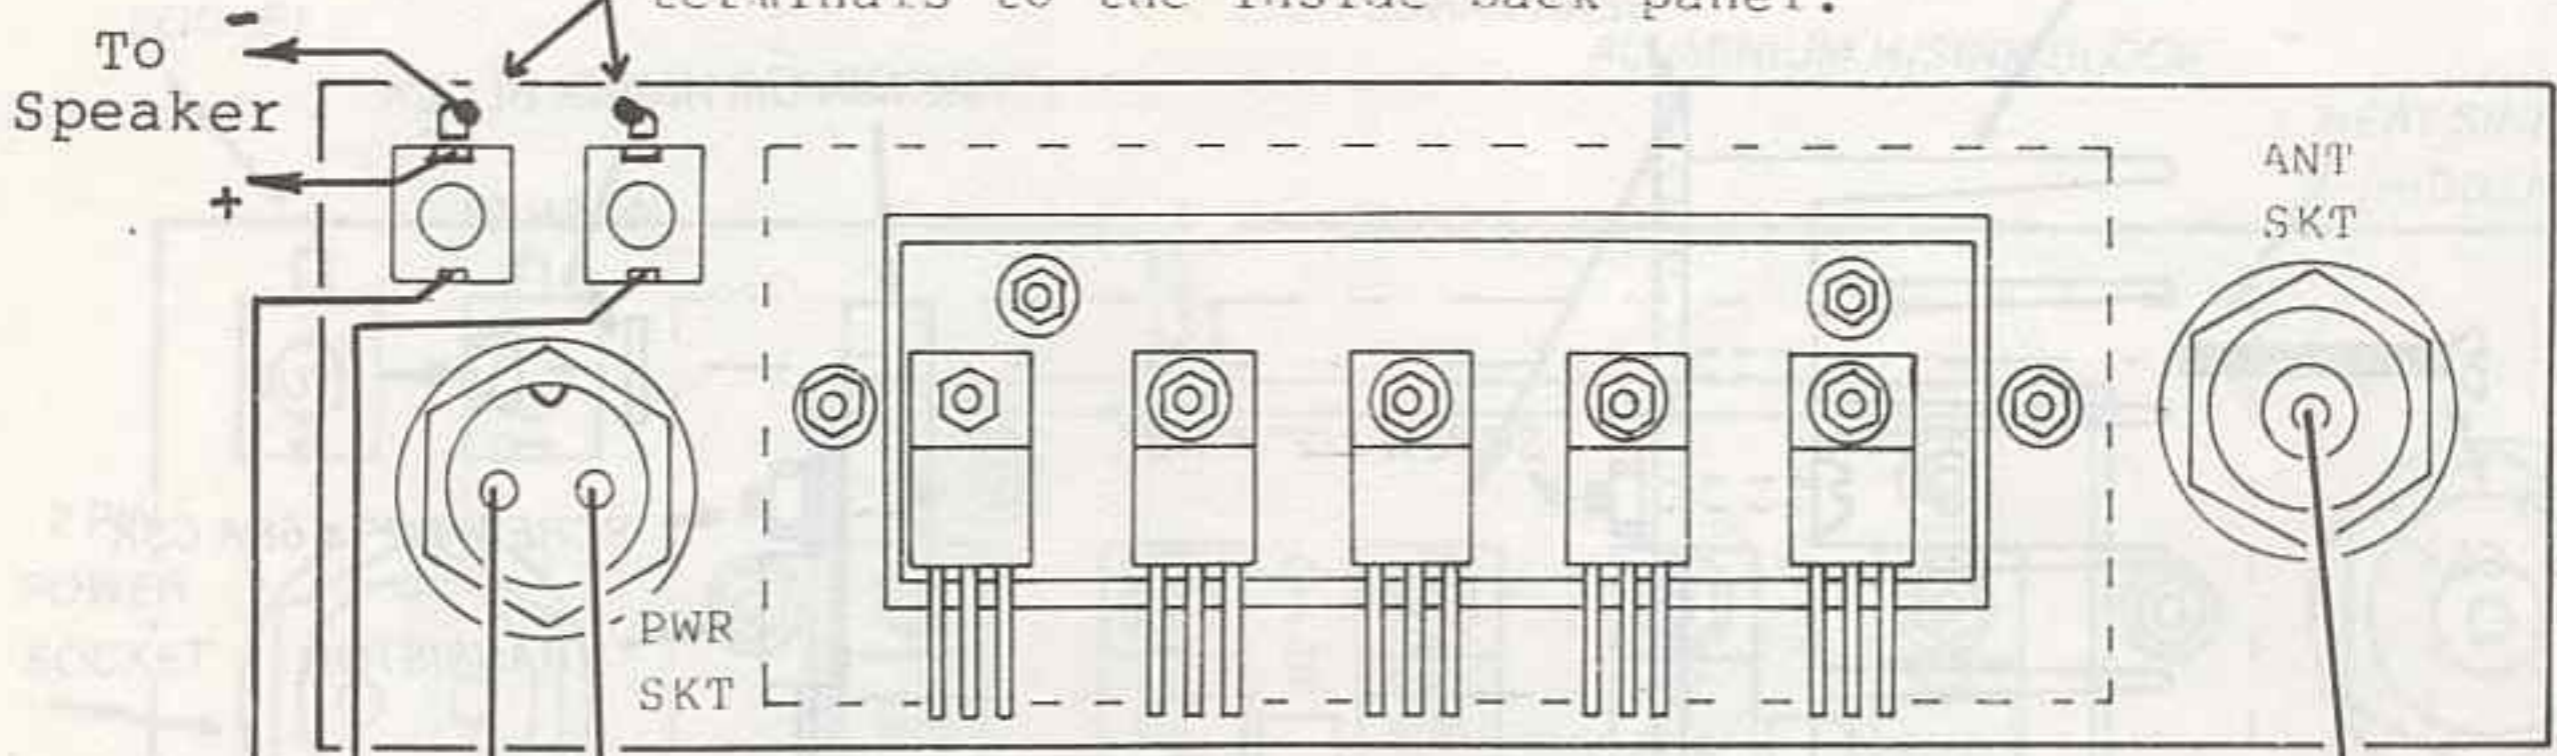 terminals to the inside back panel.
-
To
Speaker
+
ANT
SKT
PWR
SKT